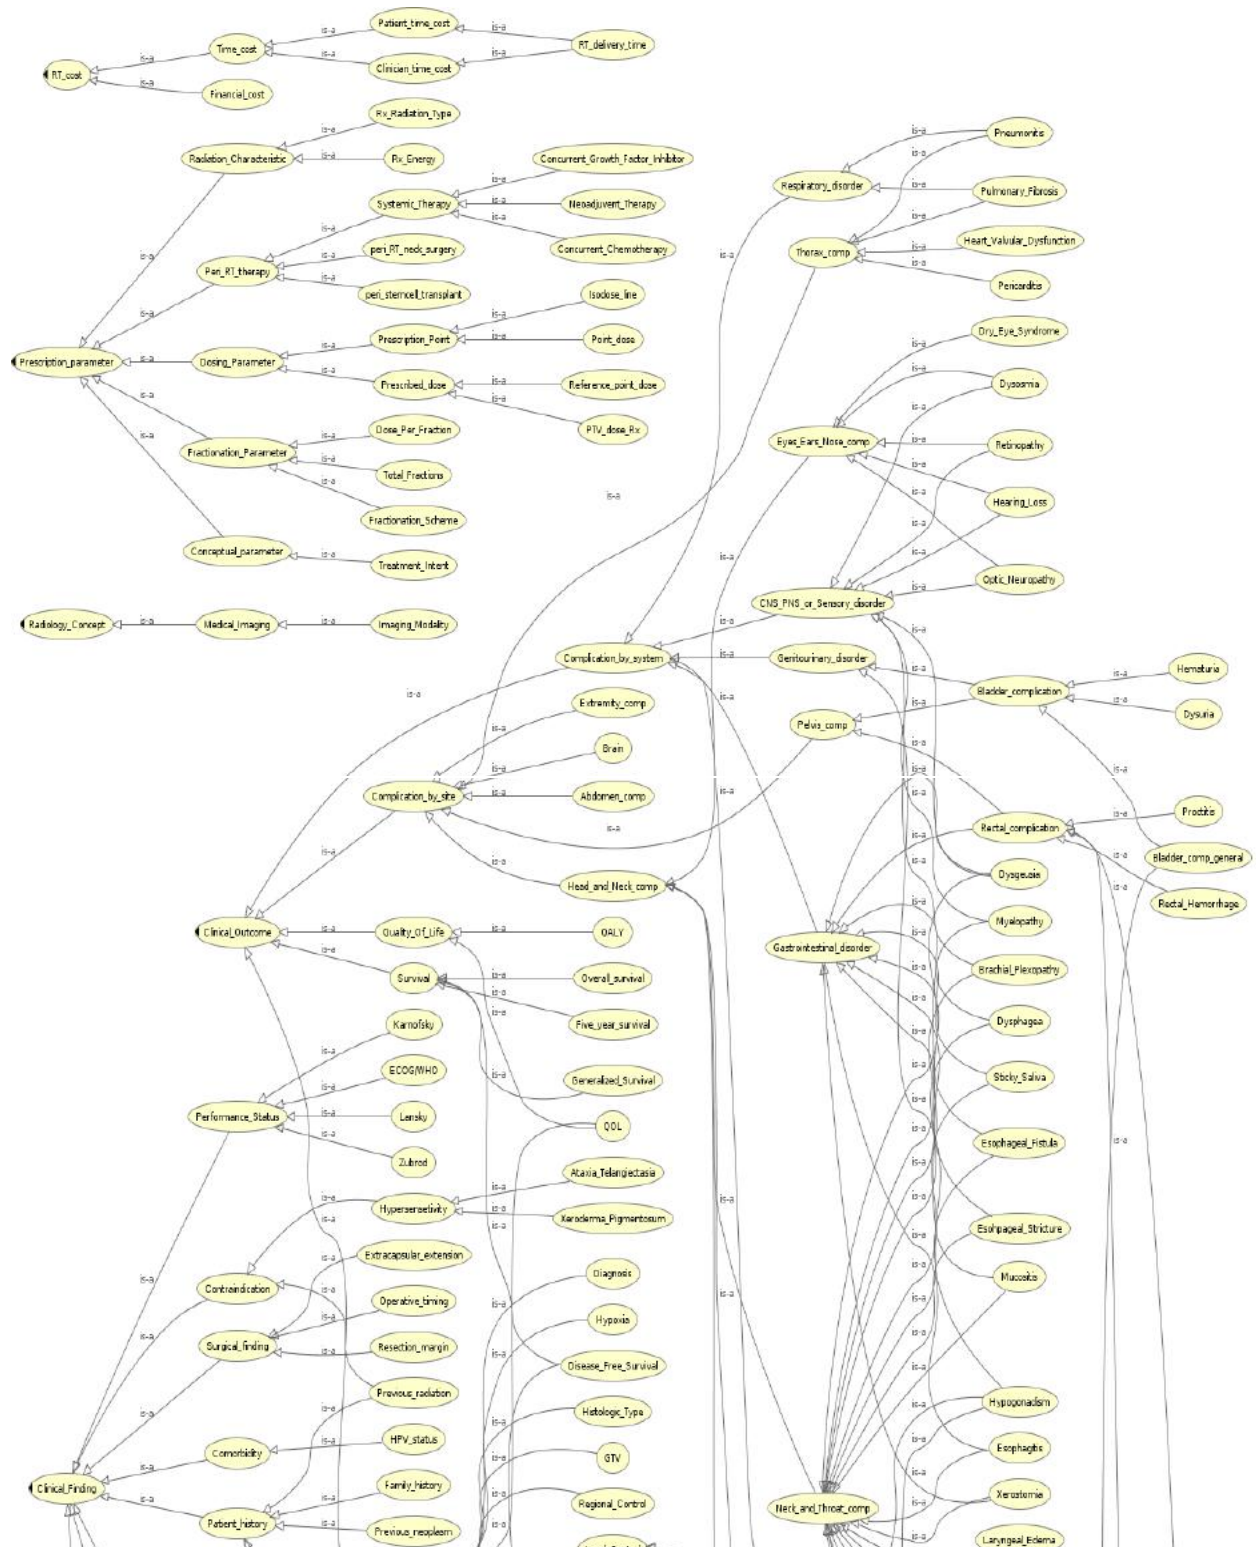 RT_cost
Time_cost
Financial_cost
Patient_time_cost
Clinician_time_cost
RT_delivery_time
Prescription_parameter
Radiation_Characteristic
Rx_Radiation_Type
Rx_Energy
Peri_RT_therapy
Systemic_Therapy
Concurrent_Growth_Factor_Inhibitor
Neoadjuvent_Therapy
Concurrent_Chemotherapy
peri_RT_neck_surgery
peri_stemcell_transplant
Dosing_Parameter
Prescription_Point
Isodose_line
Point_dose
Prescribed_dose
Reference_point_dose
PTV_dose_Rx
Fractionation_Parameter
Dose_Per_Fraction
Total_Fractions
Fractionation_Scheme
Conceptual_parameter
Treatment_Intent
Radiology_Concept
Medical_Imaging
Imaging_Modality
Clinical_Outcome
Complication_by_system
Complication_by_site
Extremity_comp
Brain
Abdomen_comp
Head_and_Neck_comp
Quality_Of_Life
QALY
Survival
Overall_survival
Five_year_survival
Generalized_Survival
QOL
Performance_Status
Karnofsky
ECOG/WHO
Lansky
Zubrod
Hypersensetivity
Ataxia_Telangiectasia
Xeroderma_Pigmentosum
Contraindication
Extracapsular_extension
Surgical_finding
Operative_timing
Resection_margin
Previous_radiation
Comorbidity
HPV_status
Clinical_Finding
Patient_history
Family_history
Previous_neoplasm
Diagnosis
Hypoxia
Disease_Free_Survival
Histologic_Type
GTV
Regional_Control
Respiratory_disorder
Pneumonitis
Pulmonary_Fibrosis
Thorax_comp
Heart_Valvular_Dysfunction
Pericarditis
Dry_Eye_Syndrome
Dysosmia
Eyes_Ears_Nose_comp
Retinopathy
Hearing_Loss
Optic_Neuropathy
CNS_PNS_or_Sensory_disorder
Genitourinary_disorder
Bladder_complication
Hematuria
Dysuria
Pelvis_comp
Rectal_complication
Proctitis
Bladder_comp_general
Rectal_Hemorrhage
Dysgeusia
Myelopathy
Gastrointestinal_disorder
Brachial_Plexopathy
Dysphagea
Sticky_Saliva
Esophageal_Fistula
Esohpageal_Stricture
Mucositis
Hypogonadism
Esophagitis
Xerostomia
Neck_and_Throat_comp
Laryngeal_Edema
is-a